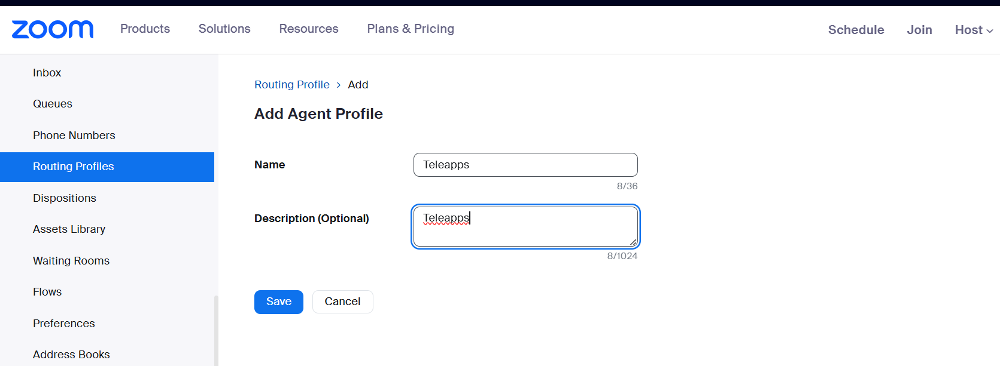 zoom
Products Solutions Resources Plans & Pricing
Schedule Join Host
Inbox
Queues
Phone Numbers
Routing Profiles
Dispositions
Assets Library
Waiting Rooms
Flows
Preferences
Address Books
Routing Profile > Add
Add Agent Profile
Name
Teleapps
8/36
Description (Optional)
Teleapps
8/1024
Save Cancel